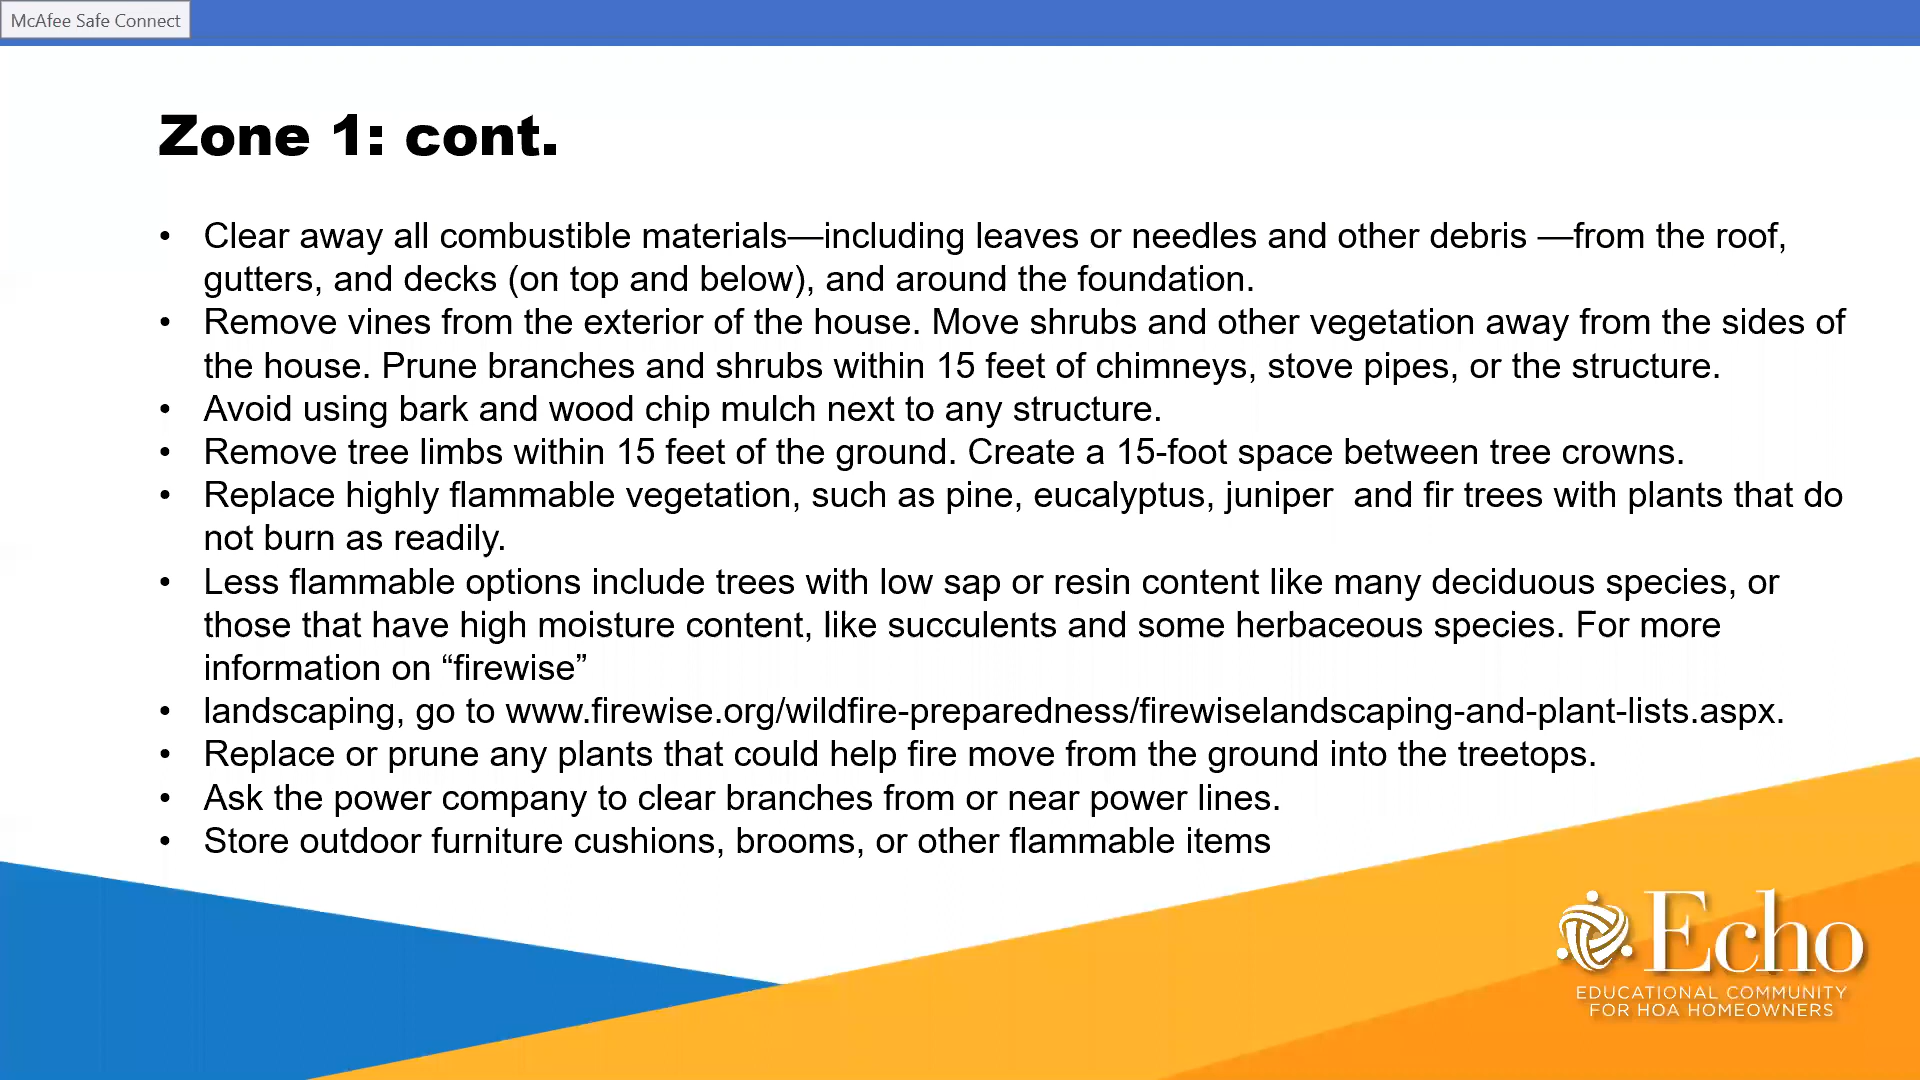 McAfee Safe Connect
Zone 1: cont.
• Clear away all combustible materials—including leaves or needles and other debris —from the roof,
gutters, and decks (on top and below), and around the foundation.
• Remove vines from the exterior of the house. Move shrubs and other vegetation away from the sides of
the house. Prune branches and shrubs within 15 feet of chimneys, stove pipes, or the structure.
• Avoid using bark and wood chip mulch next to any structure.
• Remove tree limbs within 15 feet of the ground. Create a 15-foot space between tree crowns.
• Replace highly flammable vegetation, such as pine, eucalyptus, juniper  and fir trees with plants that do
not burn as readily.
• Less flammable options include trees with low sap or resin content like many deciduous species, or
those that have high moisture content, like succulents and some herbaceous species. For more
information on “firewise”
• landscaping, go to www.firewise.org/wildfire-preparedness/firewiselandscaping-and-plant-lists.aspx.
• Replace or prune any plants that could help fire move from the ground into the treetops.
• Ask the power company to clear branches from or near power lines.
• Store outdoor furniture cushions, brooms, or other flammable items
Echo
EDUCATIONAL COMMUNITY
FOR HOA HOMEOWNERS